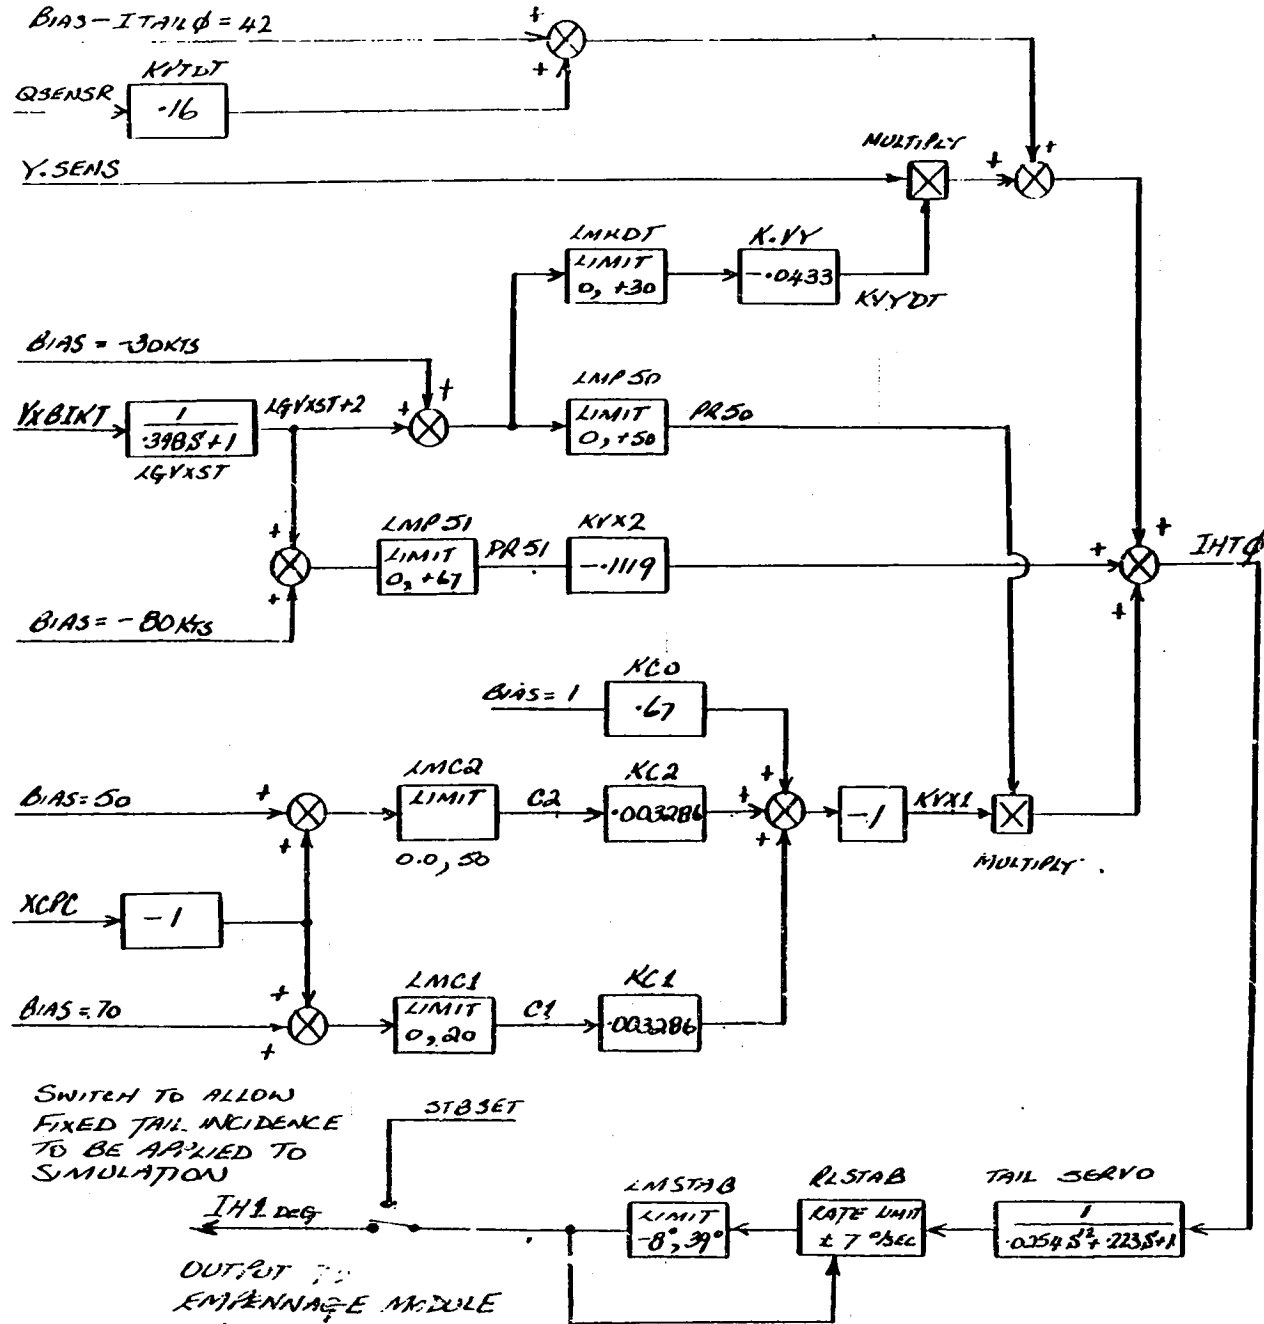 BIAS-ITAILφ=42
KVTDT
QSENSR
.16
Y.SENS
MULTIPLY
LMKDT
LIMIT
0, +30
K.VY
-.0433
KVYDT
BIAS = -30KTS
LMP50
LIMIT
0, +50
PR50
VXBIKT
1
.398S+1
LGVXST+2
LGVXST
LMP51
LIMIT
0, +67
PR51
KVX2
-.1119
IHTφ
BIAS=-80KTS
KC0
BIAS=1
.67
LMC2
LIMIT
0.0, 50
BIAS=50
C2
KC2
.003286
-1
KVX1
MULTIPLY.
XCPC
-1
LMC1
LIMIT
0, 20
C1
KC1
.003286
BIAS=70
SWITCH TO ALLOW
FIXED TAIL INCIDENCE
TO BE APPLIED TO
SIMULATION
STBSET
IH1 DEG
LMSTAB
LIMIT
-8°, 39°
RLSTAB
RATE LIMIT
± 7 °/SEC
TAIL SERVO
1
.0254S²+.223S+1
OUTPUT TO
EMPENNAGE MODULE